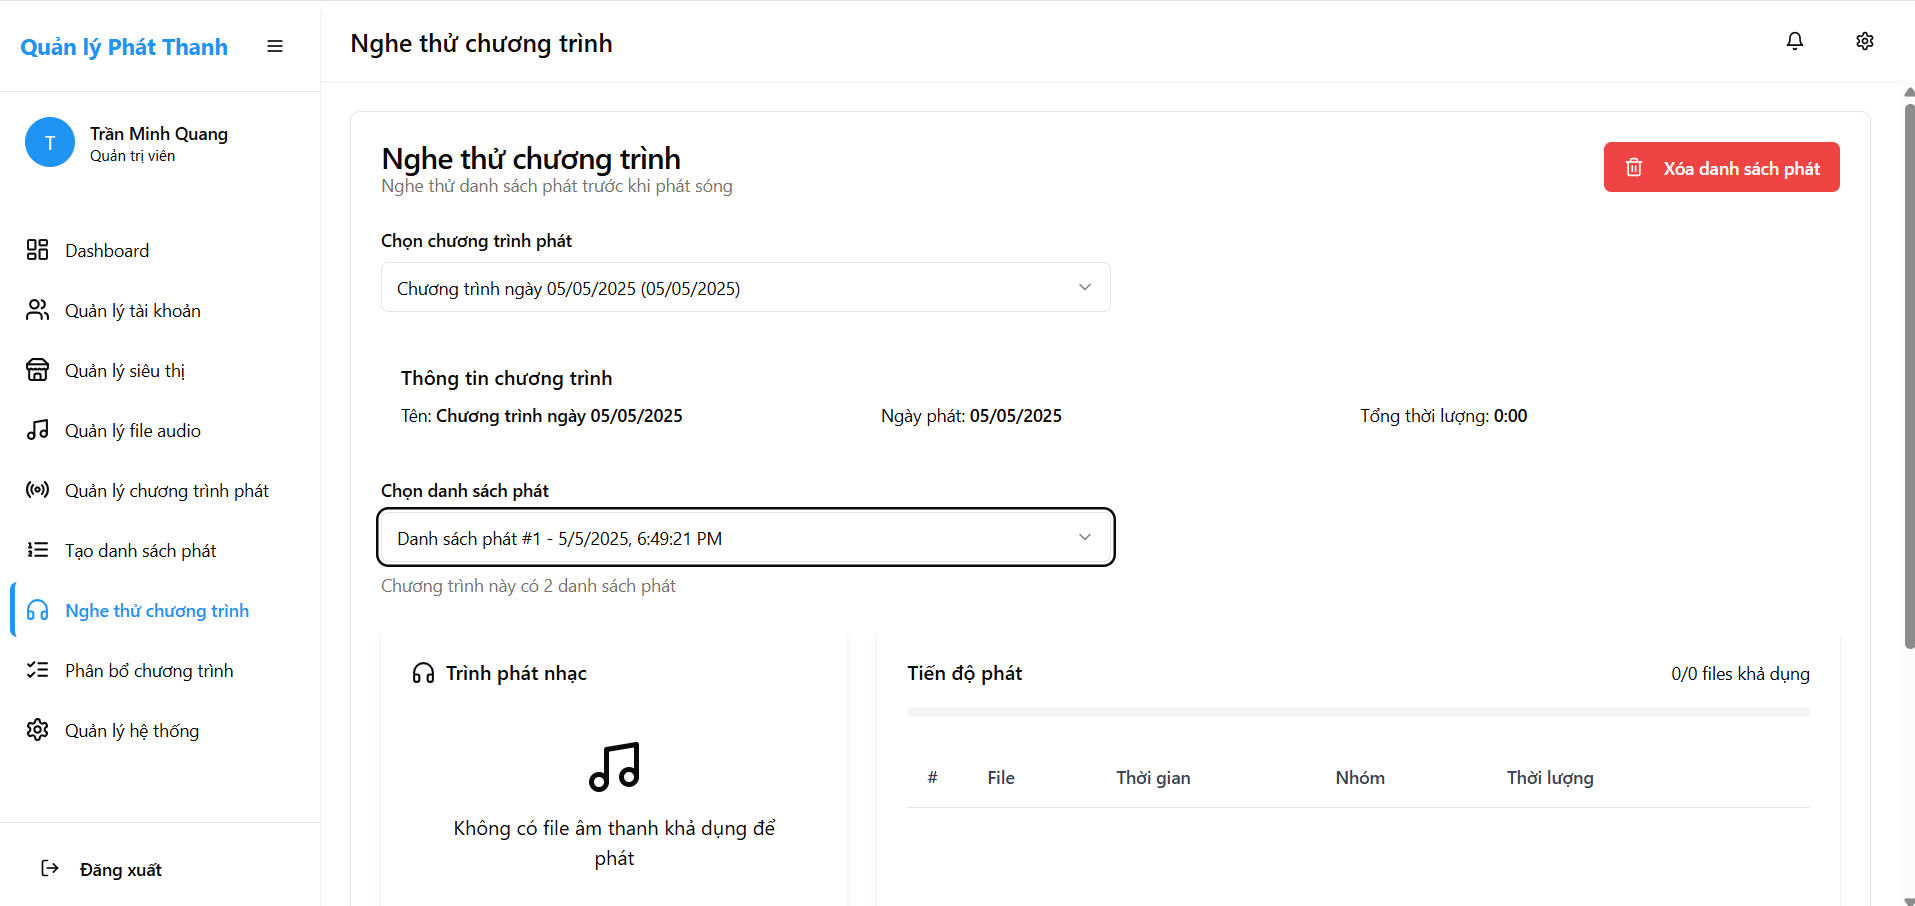 Quản lý Phát Thanh
Nghe thử chương trình
T
Trần Minh Quang
Quản trị viên
Dashboard
Quản lý tài khoản
Quản lý siêu thị
Quản lý file audio
Quản lý chương trình phát
Tạo danh sách phát
Nghe thử chương trình
Phân bổ chương trình
Quản lý hệ thống
Đăng xuất
Nghe thử chương trình
Nghe thử danh sách phát trước khi phát sóng
Xóa danh sách phát
Chọn chương trình phát
Chương trình ngày 05/05/2025 (05/05/2025)
Thông tin chương trình
Tên: Chương trình ngày 05/05/2025
Ngày phát: 05/05/2025
Tổng thời lượng: 0:00
Chọn danh sách phát
Danh sách phát #1 - 5/5/2025, 6:49:21 PM
Chương trình này có 2 danh sách phát
Trình phát nhạc
Không có file âm thanh khả dụng để
phát
Tiến độ phát
0/0 files khả dụng
# File Thời gian Nhóm Thời lượng